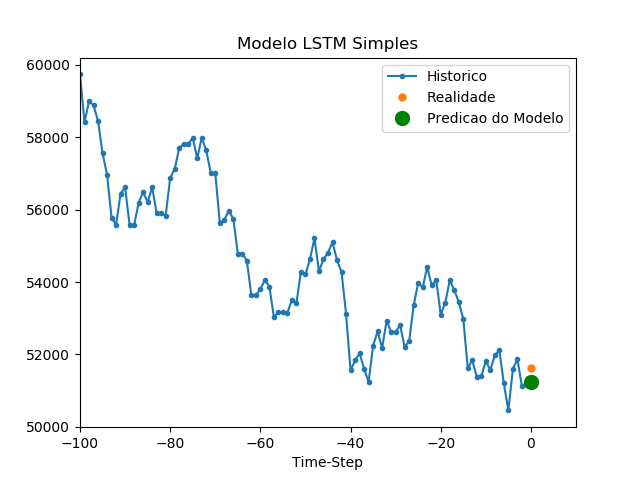 Modelo LSTM Simples
60000
58000
56000
54000
52000
50000
Historico
Realidade
Predicao do Modelo
−100
−80
−60
−40
−20
0
Time-Step